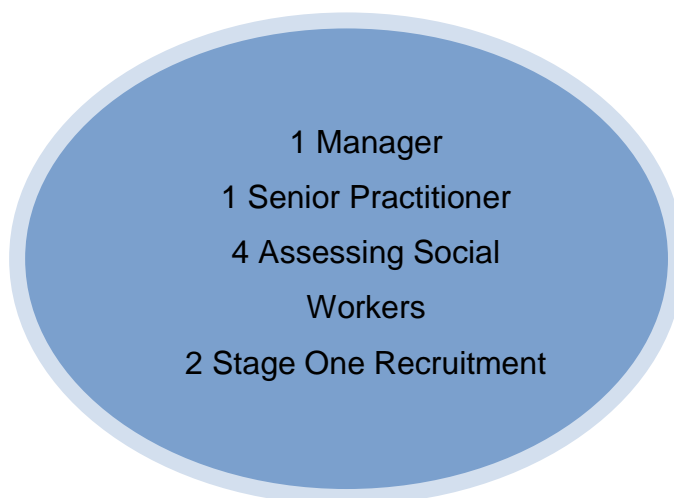 1 Manager
1 Senior Practitioner
4 Assessing Social
Workers
2 Stage One Recruitment